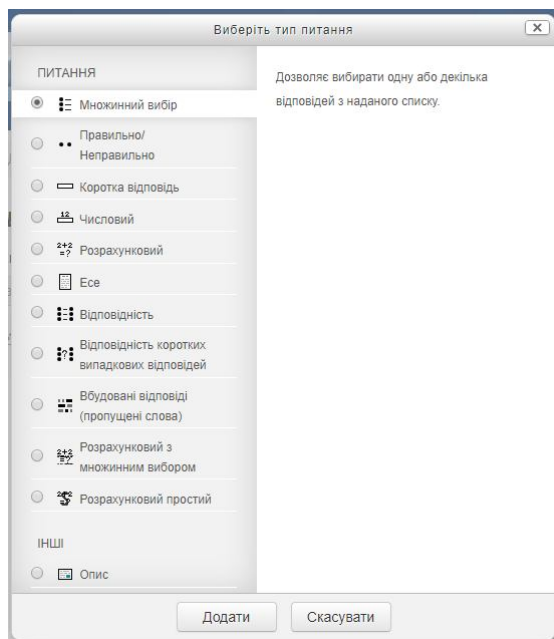 Виберіть тип питання
ПИТАННЯ
Множинний вибір
Правильно/
Неправильно
Коротка відповідь
Числовий
Розрахунковий
Есе
Відповідність
Відповідність коротких
випадкових відповідей
Вбудовані відповіді
(пропущені слова)
Розрахунковий з
множинним вибором
Розрахунковий простий
ІНШІ
Опис
Дозволяє вибирати одну або декілька
відповідей з наданого списку.
Додати
Скасувати